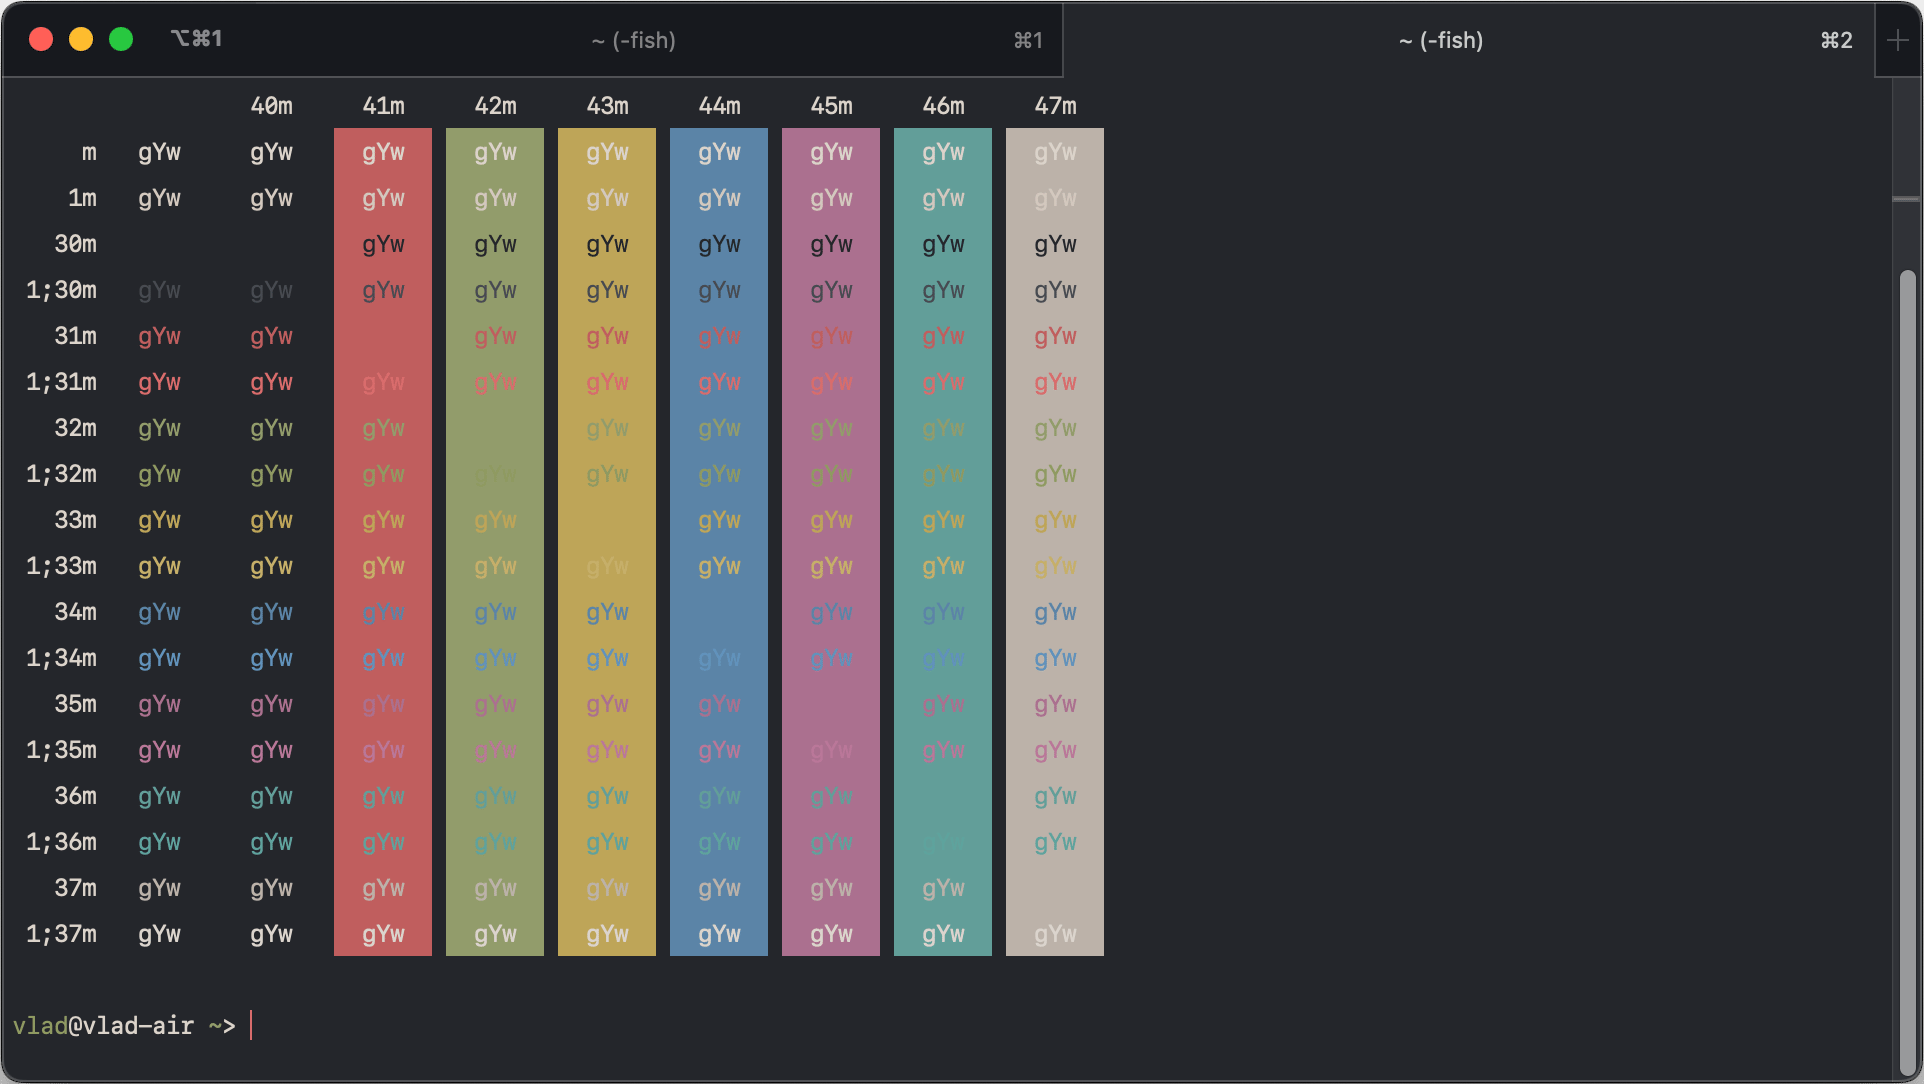 ⌥⌘1 ~ (-fish) ⌘1 ~ (-fish) ⌘2 +
40m 41m 42m 43m 44m 45m 46m 47m
m gYw gYw gYw gYw gYw gYw gYw gYw gYw
1m gYw gYw gYw gYw gYw gYw gYw gYw gYw
30m gYw gYw gYw gYw gYw gYw gYw
1;30m gYw gYw gYw gYw gYw gYw gYw gYw gYw
31m gYw gYw gYw gYw gYw gYw gYw gYw
1;31m gYw gYw gYw gYw gYw gYw gYw gYw gYw
32m gYw gYw gYw gYw gYw gYw gYw gYw
1;32m gYw gYw gYw gYw gYw gYw gYw gYw gYw
33m gYw gYw gYw gYw gYw gYw gYw gYw
1;33m gYw gYw gYw gYw gYw gYw gYw gYw gYw
34m gYw gYw gYw gYw gYw gYw gYw gYw
1;34m gYw gYw gYw gYw gYw gYw gYw gYw gYw
35m gYw gYw gYw gYw gYw gYw gYw gYw
1;35m gYw gYw gYw gYw gYw gYw gYw gYw gYw
36m gYw gYw gYw gYw gYw gYw gYw gYw
1;36m gYw gYw gYw gYw gYw gYw gYw gYw gYw
37m gYw gYw gYw gYw gYw gYw gYw gYw
1;37m gYw gYw gYw gYw gYw gYw gYw gYw gYw
vlad@vlad-air ~>